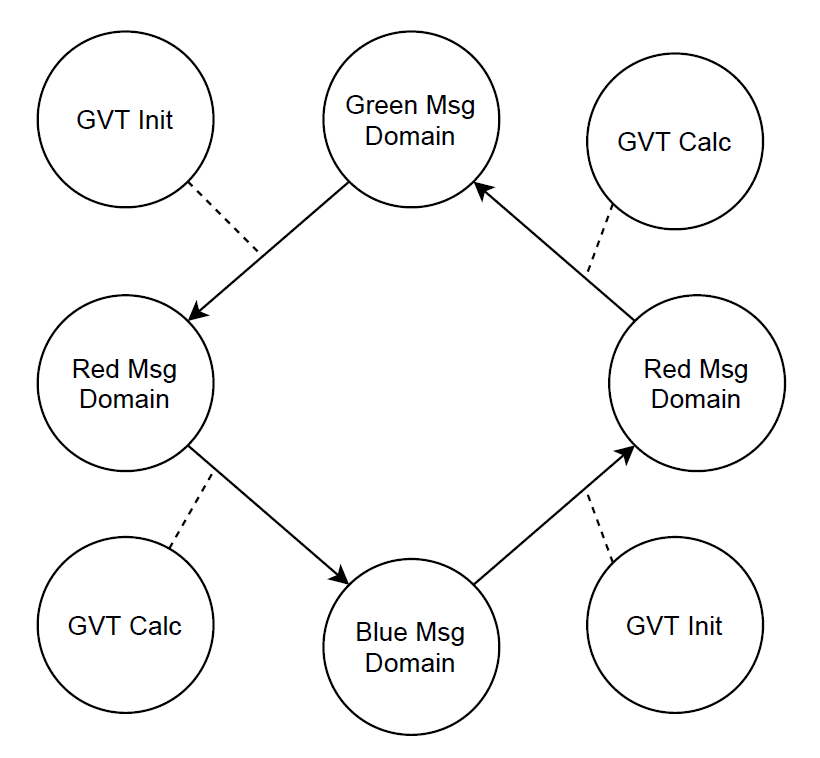 GVT Init
Green Msg
Domain
GVT Calc
Red Msg
Domain
Red Msg
Domain
GVT Calc
Blue Msg
Domain
GVT Init